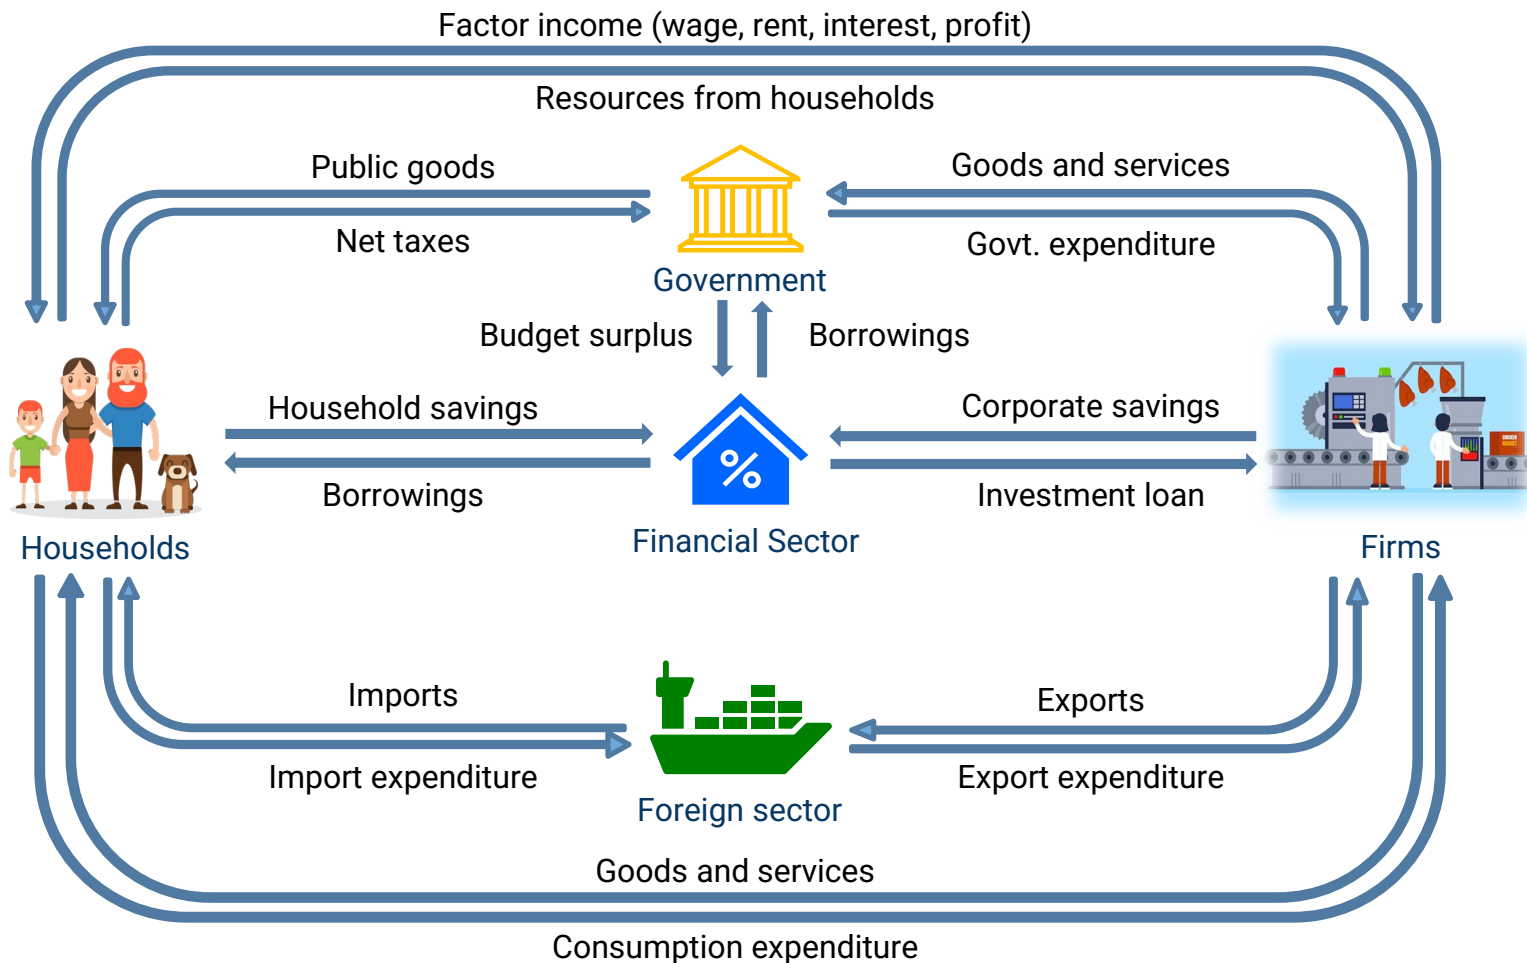 Factor income (wage, rent, interest, profit)
Resources from households
Public goods
Goods and services
Net taxes
Govt. expenditure
Government
Budget surplus
Borrowings
Household savings
Corporate savings
%
Borrowings
Investment loan
Financial Sector
Households
Firms
Imports
Exports
Import expenditure
Export expenditure
Foreign sector
Goods and services
Consumption expenditure